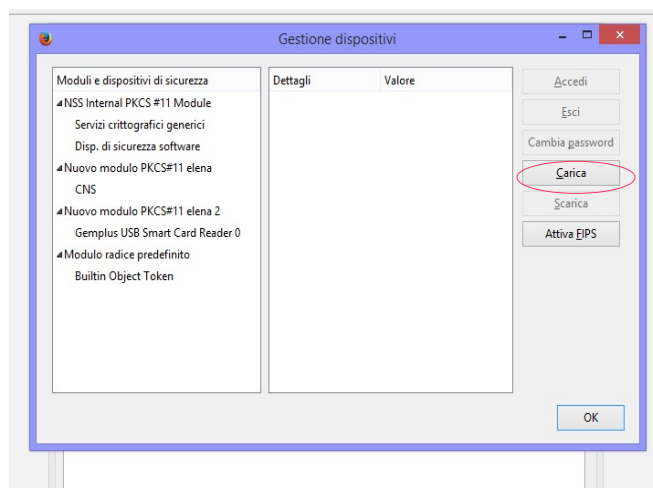 Gestione dispositivi
Moduli e dispositivi di sicurezza
Dettagli
Valore
NSS Internal PKCS #11 Module
Servizi crittografici generici
Disp. di sicurezza software
Nuovo modulo PKCS#11 elena
CNS
Nuovo modulo PKCS#11 elena 2
Gemplus USB Smart Card Reader 0
Modulo radice predefinito
Builtin Object Token
Accedi
Esci
Cambia password
Carica
Scarica
Attiva FIPS
OK